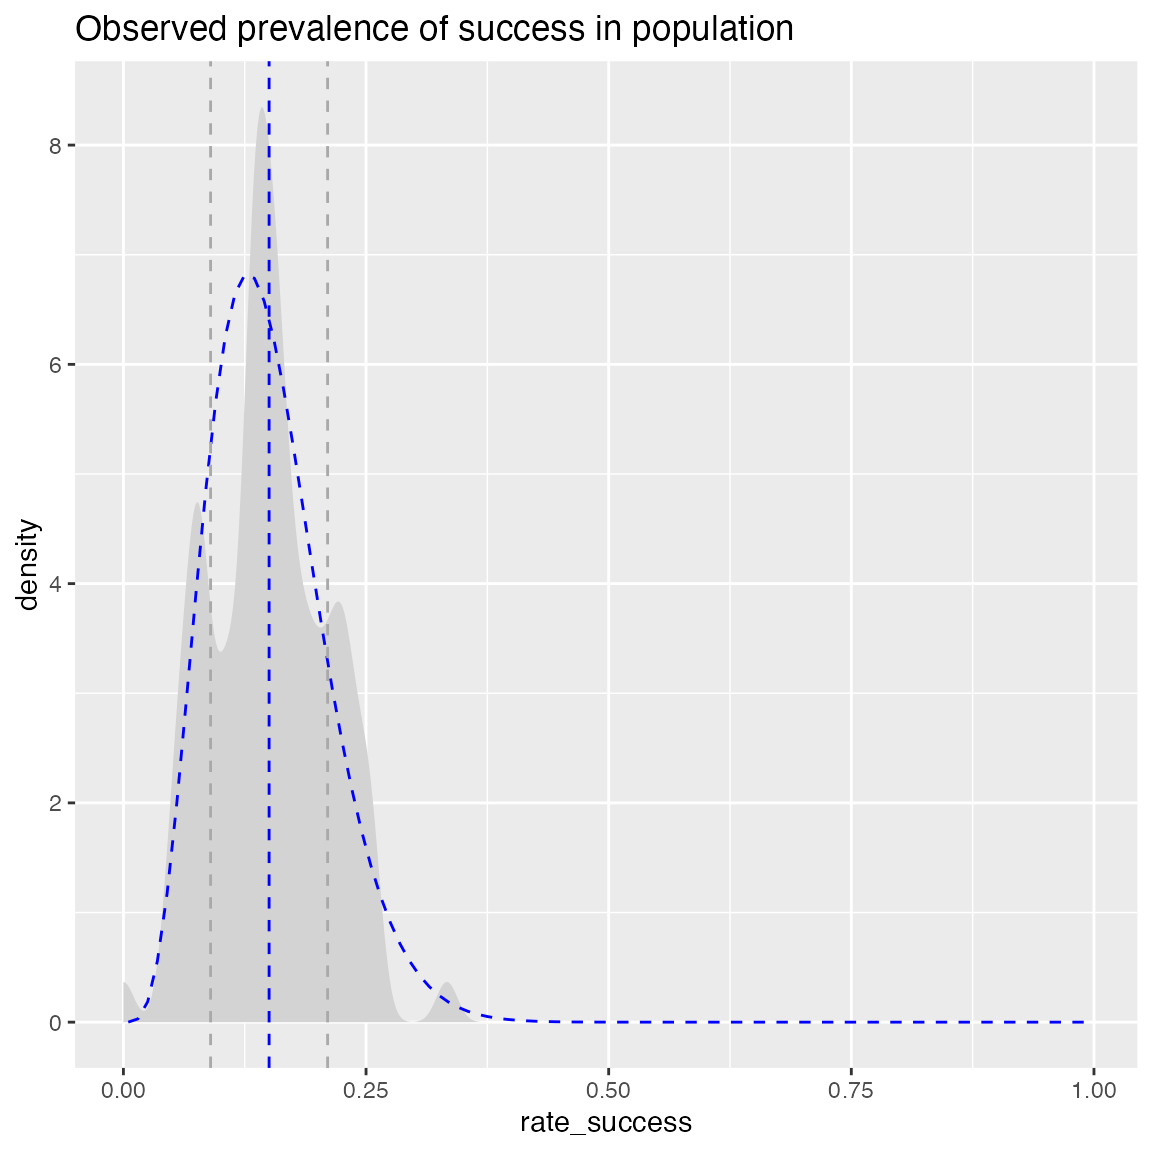 Observed prevalence of success in population
density
8
6
4
2
0
0.00 0.25 0.50 0.75 1.00
rate_success